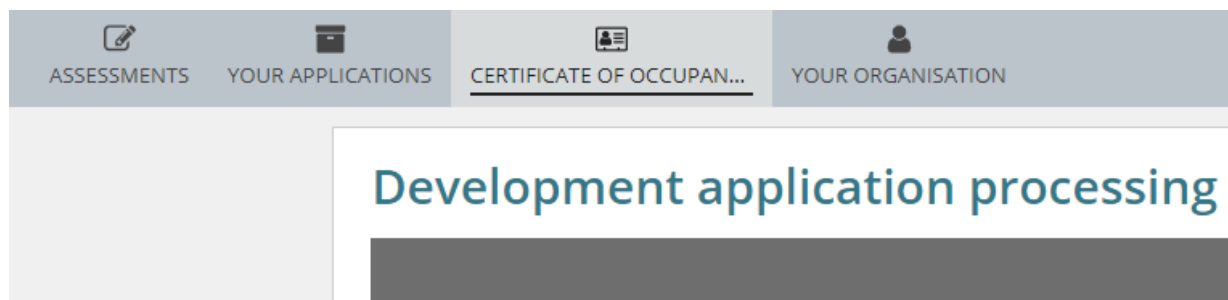 ASSESSMENTS YOUR APPLICATIONS CERTIFICATE OF OCCUPAN... YOUR ORGANISATION
Development application processing